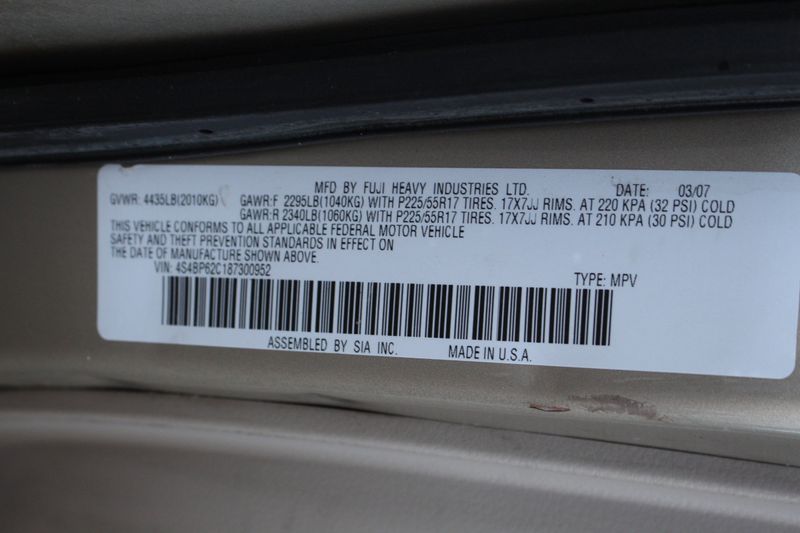 MFD BY FUJI HEAVY INDUSTRIES LTD. DATE: 03/07
GVWR: 4435LB(2010KG) GAWR:F 2295LB(1040KG) WITH P225/55R17 TIRES. 17X7JJ RIMS. AT 220 KPA (32 PSI) COLD
GAWR:R 2340LB(1060KG) WITH P225/55R17 TIRES. 17X7JJ RIMS. AT 210 KPA (30 PSI) COLD
THIS VEHICLE CONFORMS TO ALL APPLICABLE FEDERAL MOTOR VEHICLE
SAFETY AND THEFT PREVENTION STANDARDS IN EFFECT ON
THE DATE OF MANUFACTURE SHOWN ABOVE.
VIN: 4S4BP62C187300952 TYPE: MPV
ASSEMBLED BY SIA INC. MADE IN U.S.A.